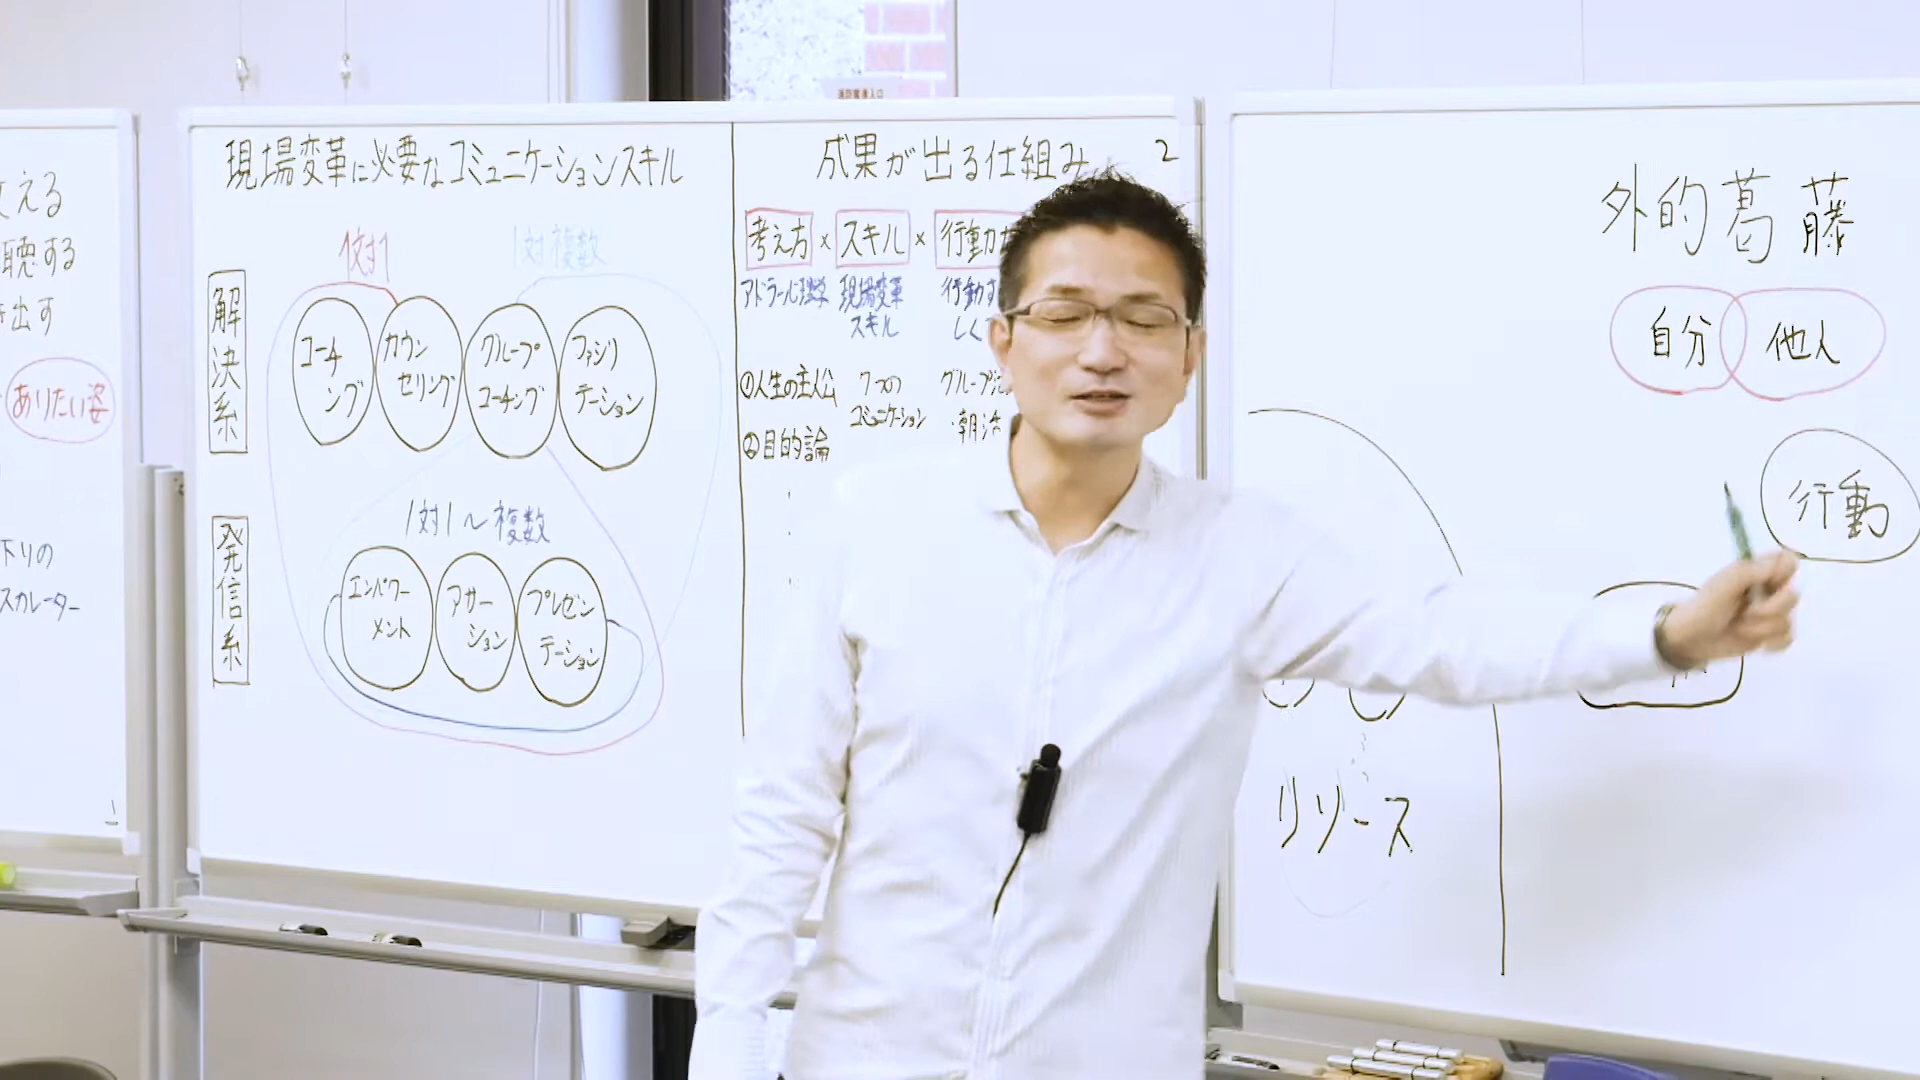 える
聴する
出す
ありたい姿
下りの
スカレーター
1
現場変革に必要なコミュニケーションスキル
1対1
1対複数
解決系
コーチング
カウンセリング
グループコーチング
ファシリテーション
1対1〜複数
発信系
エンパワーメント
アサーション
プレゼンテーション
消防隊進入口
成果が出る仕組み
2
考え方×スキル×行動力
アドラー心理学
現場変革
スキル
行動す
しく
①人生の主人公
7つの
コミュニケーション
グループ活
・朝活
②目的論
外的葛藤
自分
他人
行動
リソース